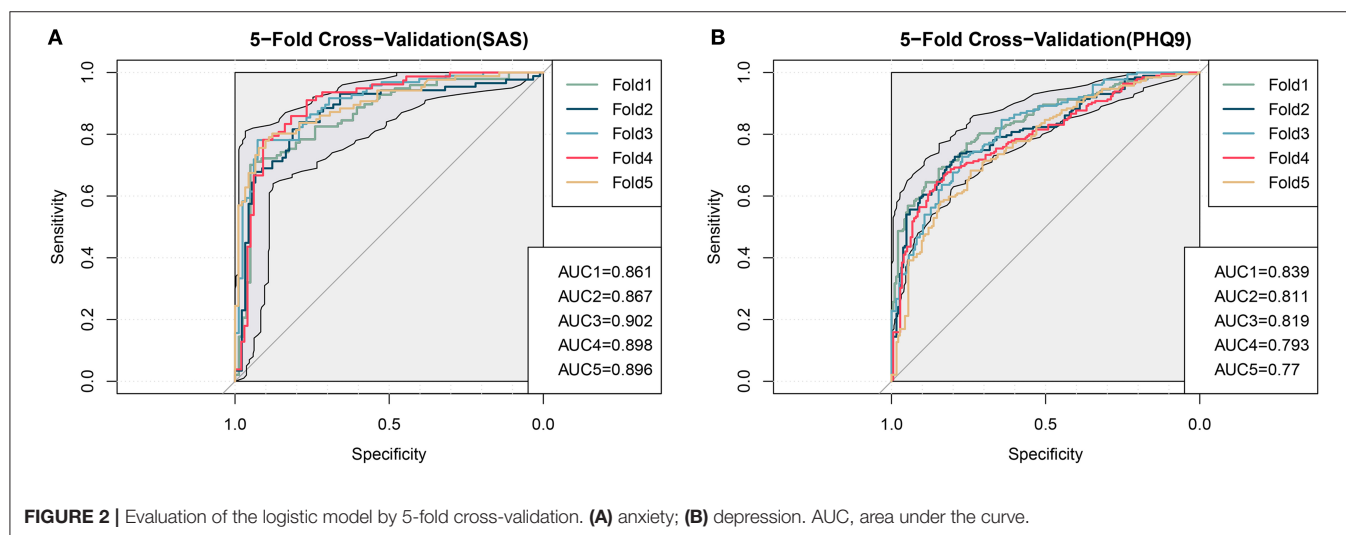 A
5-Fold Cross-Validation(SAS)
Sensitivity
1.0
0.8
0.6
0.4
0.2
0.0
1.0
0.5
0.0
Specificity
Fold1
Fold2
Fold3
Fold4
Fold5
AUC1=0.861
AUC2=0.867
AUC3=0.902
AUC4=0.898
AUC5=0.896
B
5-Fold Cross-Validation(PHQ9)
Sensitivity
1.0
0.8
0.6
0.4
0.2
0.0
1.0
0.5
0.0
Specificity
Fold1
Fold2
Fold3
Fold4
Fold5
AUC1=0.839
AUC2=0.811
AUC3=0.819
AUC4=0.793
AUC5=0.77
FIGURE 2 | Evaluation of the logistic model by 5-fold cross-validation. (A) anxiety; (B) depression. AUC, area under the curve.